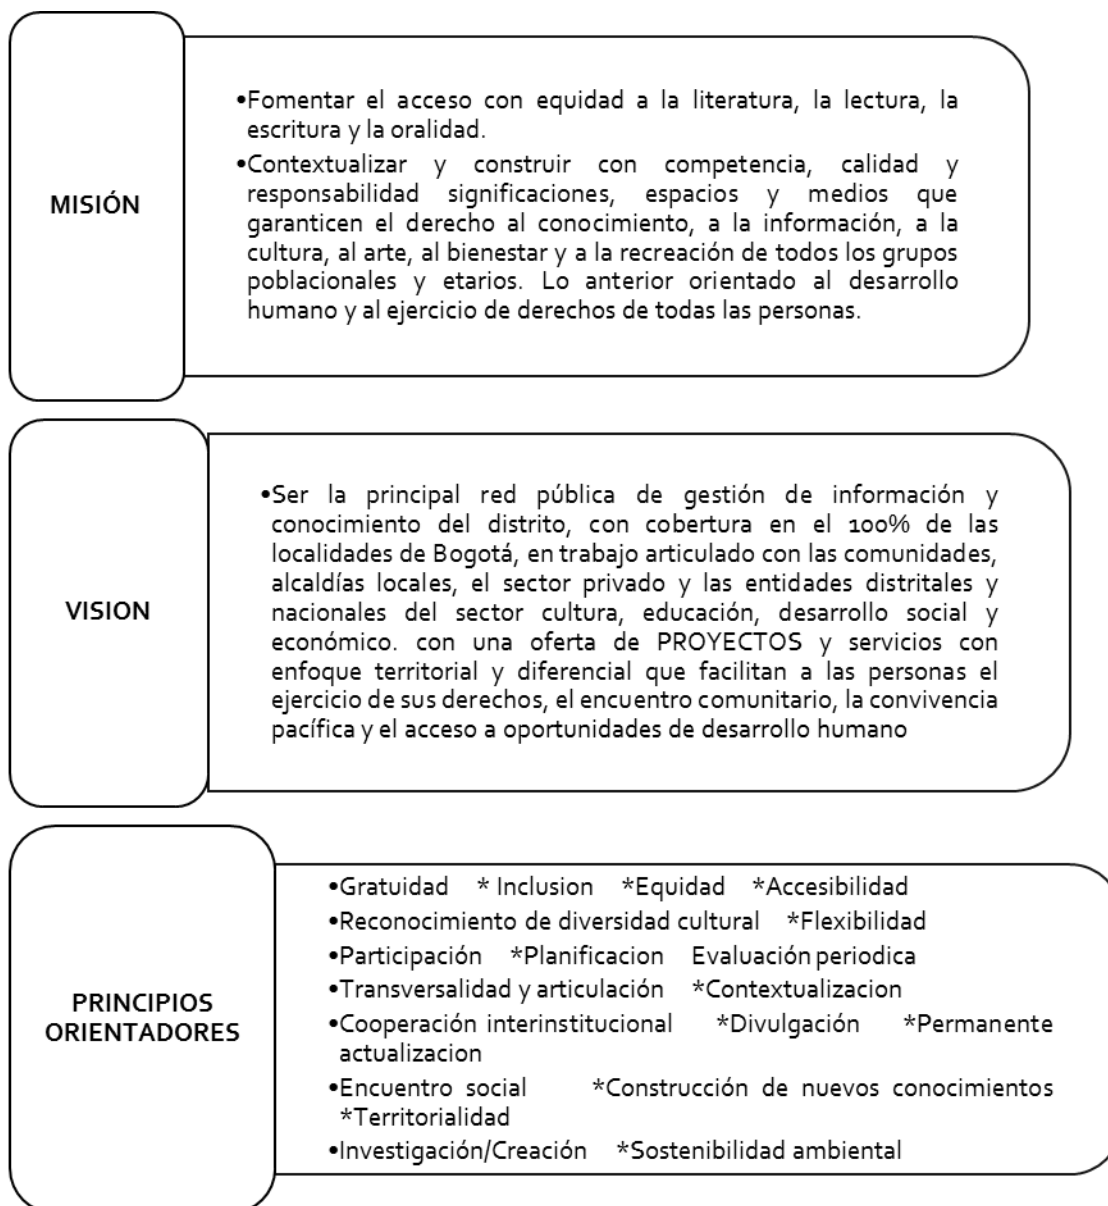 MISIÓN
•Fomentar el acceso con equidad a la literatura, la lectura, la
escritura y la oralidad.
•Contextualizar y construir con competencia, calidad y
responsabilidad significaciones, espacios y medios que
garanticen el derecho al conocimiento, a la información, a la
cultura, al arte, al bienestar y a la recreación de todos los grupos
poblacionales y etarios. Lo anterior orientado al desarrollo
humano y al ejercicio de derechos de todas las personas.
VISION
•Ser la principal red pública de gestión de información y
conocimiento del distrito, con cobertura en el 100% de las
localidades de Bogotá, en trabajo articulado con las comunidades,
alcaldías locales, el sector privado y las entidades distritales y
nacionales del sector cultura, educación, desarrollo social y
económico. con una oferta de PROYECTOS y servicios con
enfoque territorial y diferencial que facilitan a las personas el
ejercicio de sus derechos, el encuentro comunitario, la convivencia
pacífica y el acceso a oportunidades de desarrollo humano
PRINCIPIOS
ORIENTADORES
•Gratuidad * Inclusion *Equidad *Accesibilidad
•Reconocimiento de diversidad cultural *Flexibilidad
•Participación *Planificacion Evaluación periodica
•Transversalidad y articulación *Contextualizacion
•Cooperación interinstitucional *Divulgación *Permanente
actualizacion
•Encuentro social *Construcción de nuevos conocimientos
*Territorialidad
•Investigación/Creación *Sostenibilidad ambiental